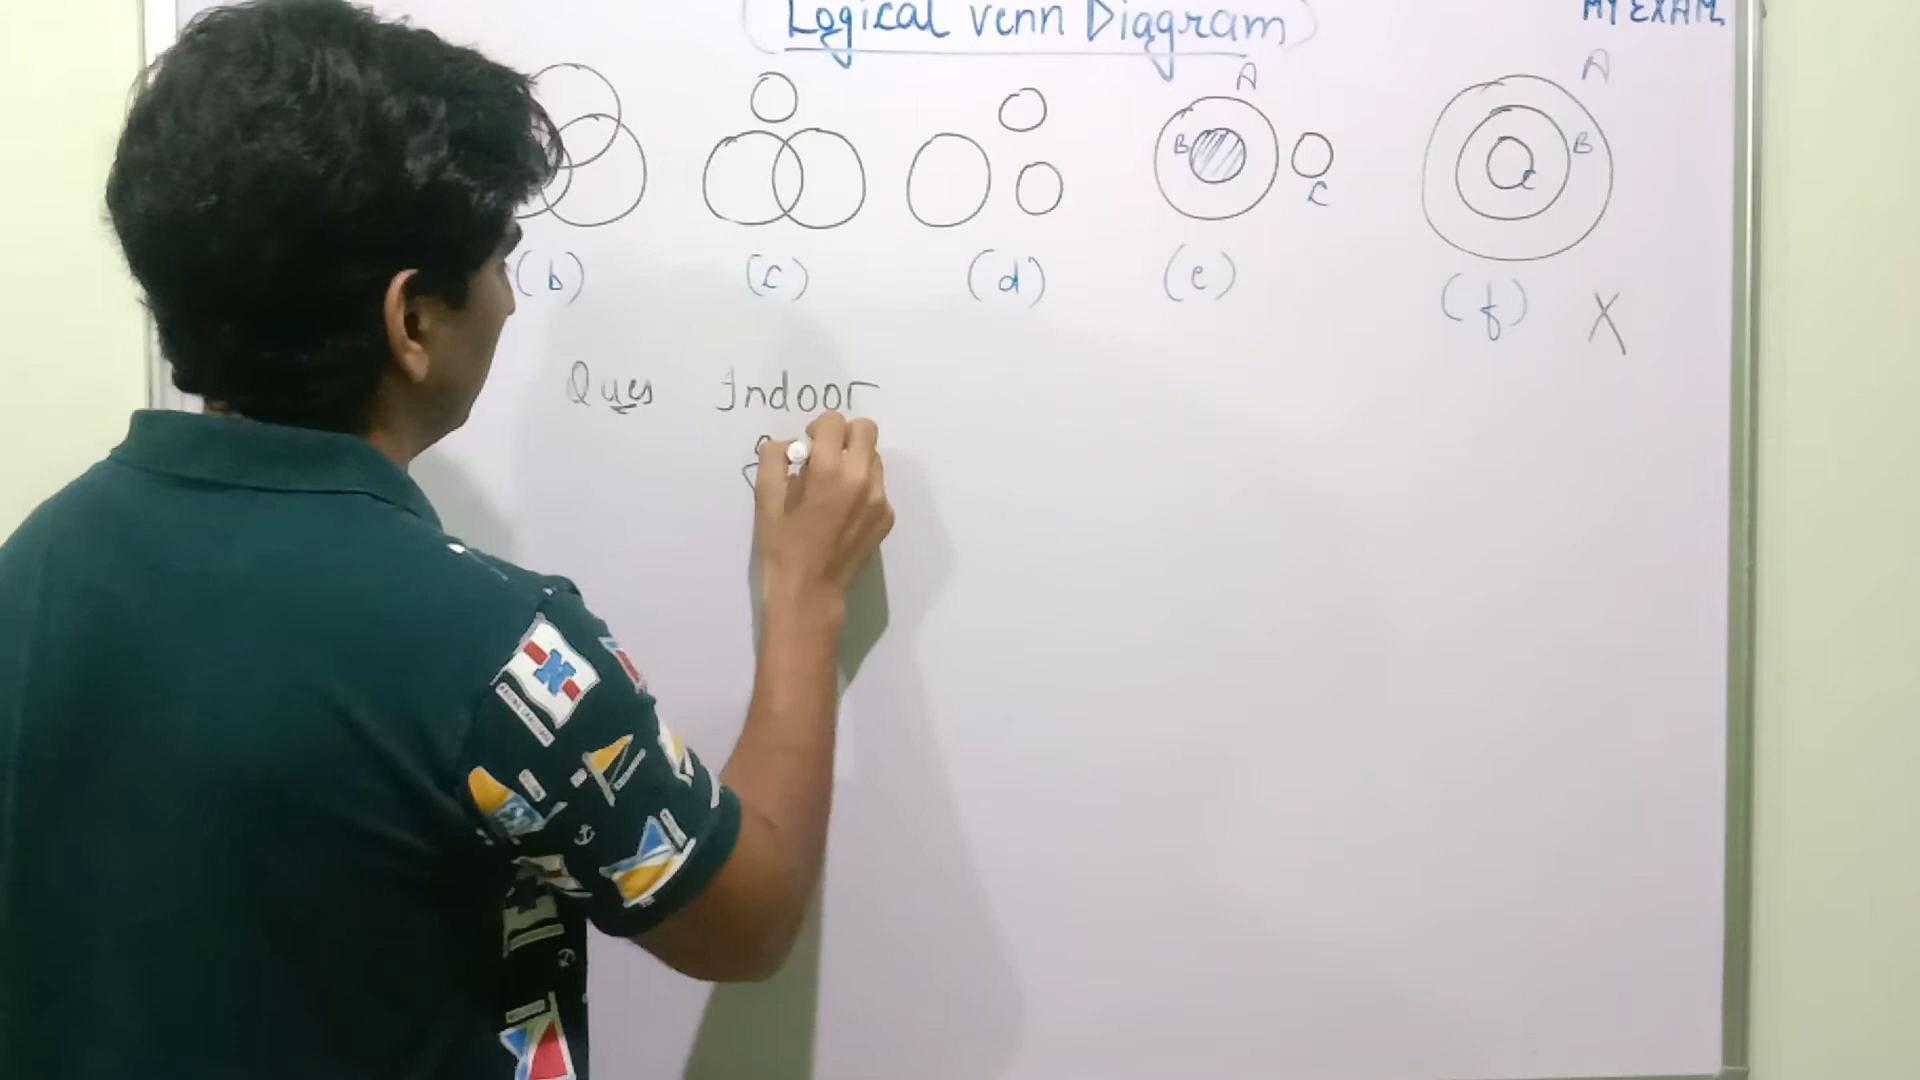 Logical Venn Diagram
MY EXAM
A
A
B
B
C
C
(b) (c) (d) (e) (f) X
Ques Indoor